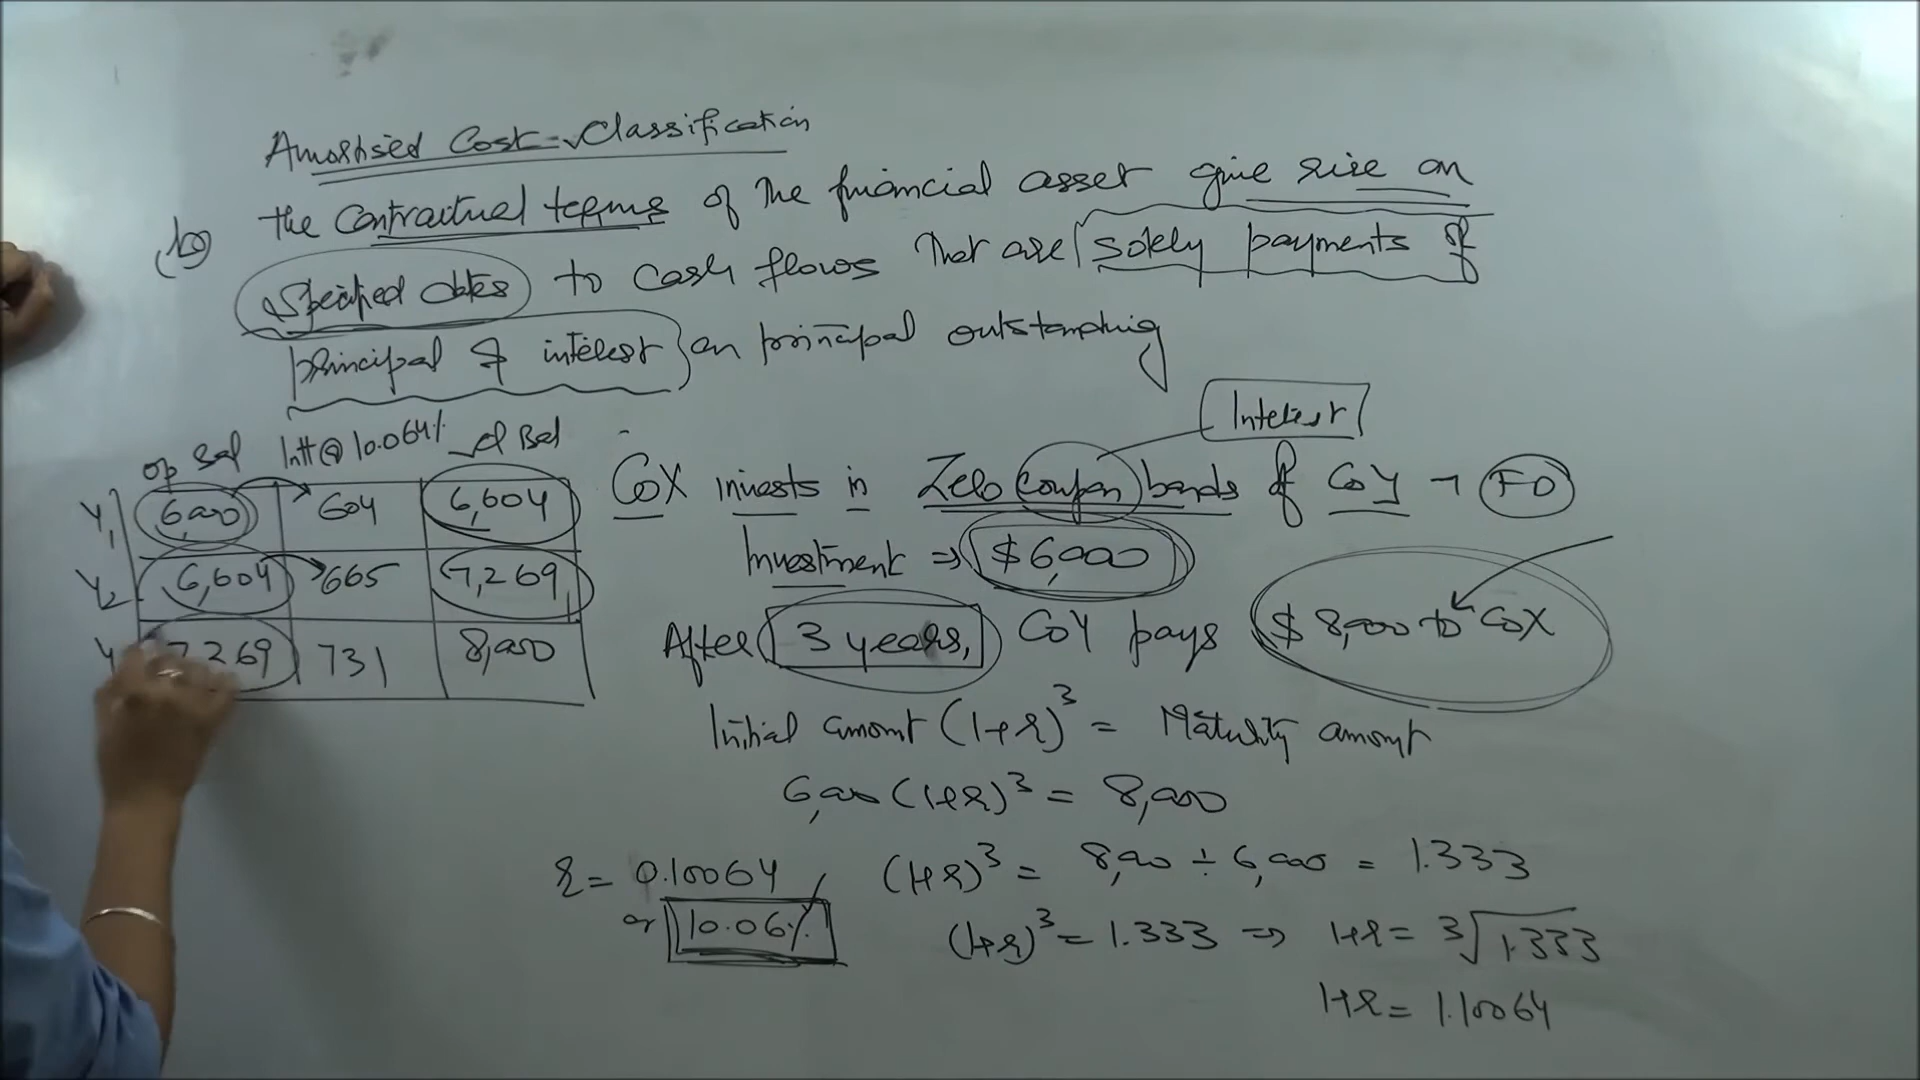 Amortised Cost - Classification
(b) the contractual terms of the financial asset give rise on
specified dates to cash flows that are solely payments of
principal & interest on principal outstanding
Interest
op Bal Intt @ 10.064% cl Bal
Y1 6,000 604 6,604
Y2 6,604 665 7,269
Y 7,269 731 8,000
CoX invests in Zero coupon bonds of CoY → FO
Investment ⇒ $6,000
After 3 years, CoY pays $8,000 to CoX
Initial amount (1+r)³ = Maturity amount
6,000 (1+r)³ = 8,000
(1+r)³ = 8,000 ÷ 6,000 = 1.333
(1+r)³ = 1.333 ⇒ 1+r = ³√1.333
1+r = 1.10064
r = 0.10064
or 10.06%